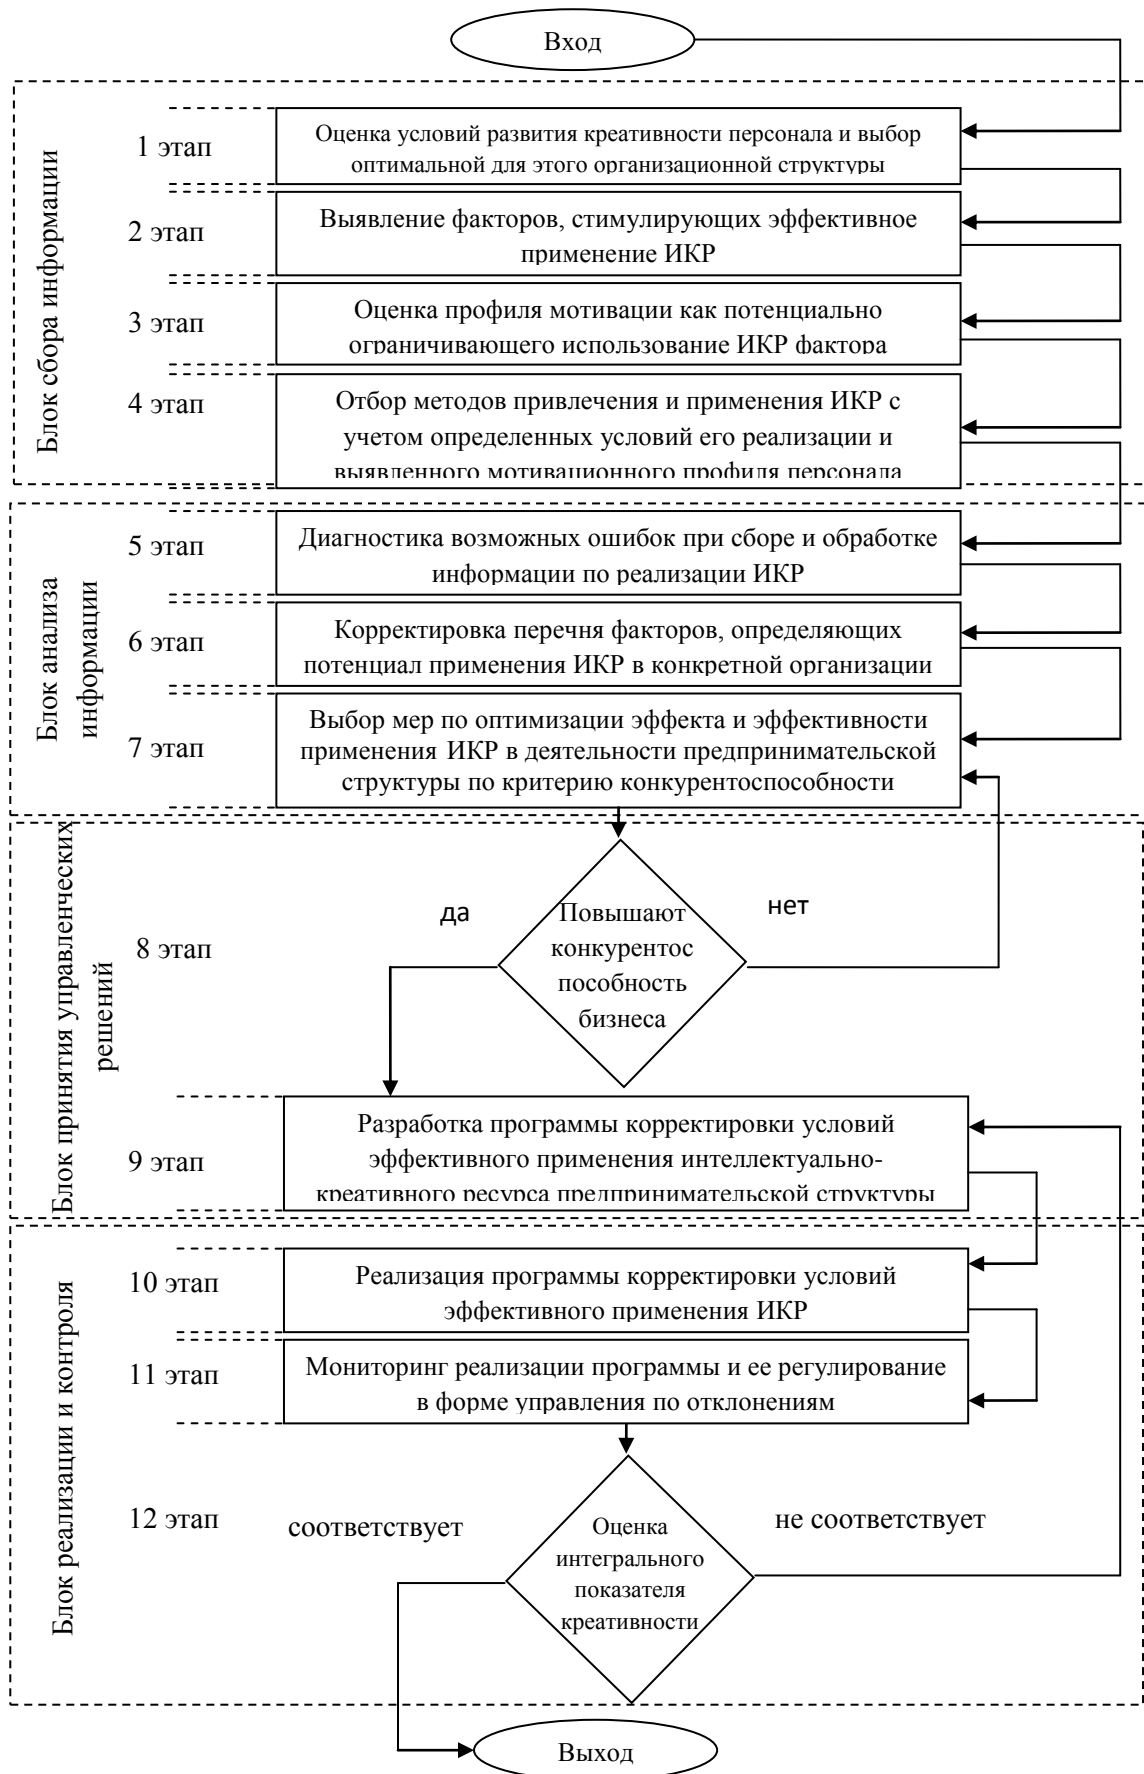 Вход
Блок сбора информации
1 этап
Оценка условий развития креативности персонала и выбор
оптимальной для этого организационной структуры
2 этап
Выявление факторов, стимулирующих эффективное
применение ИКР
3 этап
Оценка профиля мотивации как потенциально
ограничивающего использование ИКР фактора
4 этап
Отбор методов привлечения и применения ИКР с
учетом определенных условий его реализации и
выявленного мотивационного профиля персонала
Блок анализа
информации
5 этап
Диагностика возможных ошибок при сборе и обработке
информации по реализации ИКР
6 этап
Корректировка перечня факторов, определяющих
потенциал применения ИКР в конкретной организации
7 этап
Выбор мер по оптимизации эффекта и эффективности
применения ИКР в деятельности предпринимательской
структуры по критерию конкурентоспособности
Блок принятия управленческих
решений
8 этап
да
нет
Повышают
конкурентос
пособность
бизнеса
9 этап
Разработка программы корректировки условий
эффективного применения интеллектуально-
креативного ресурса предпринимательской структуры
Блок реализации и контроля
10 этап
Реализация программы корректировки условий
эффективного применения ИКР
11 этап
Мониторинг реализации программы и ее регулирование
в форме управления по отклонениям
12 этап
соответствует
не соответствует
Оценка
интегрального
показателя
креативности
Выход